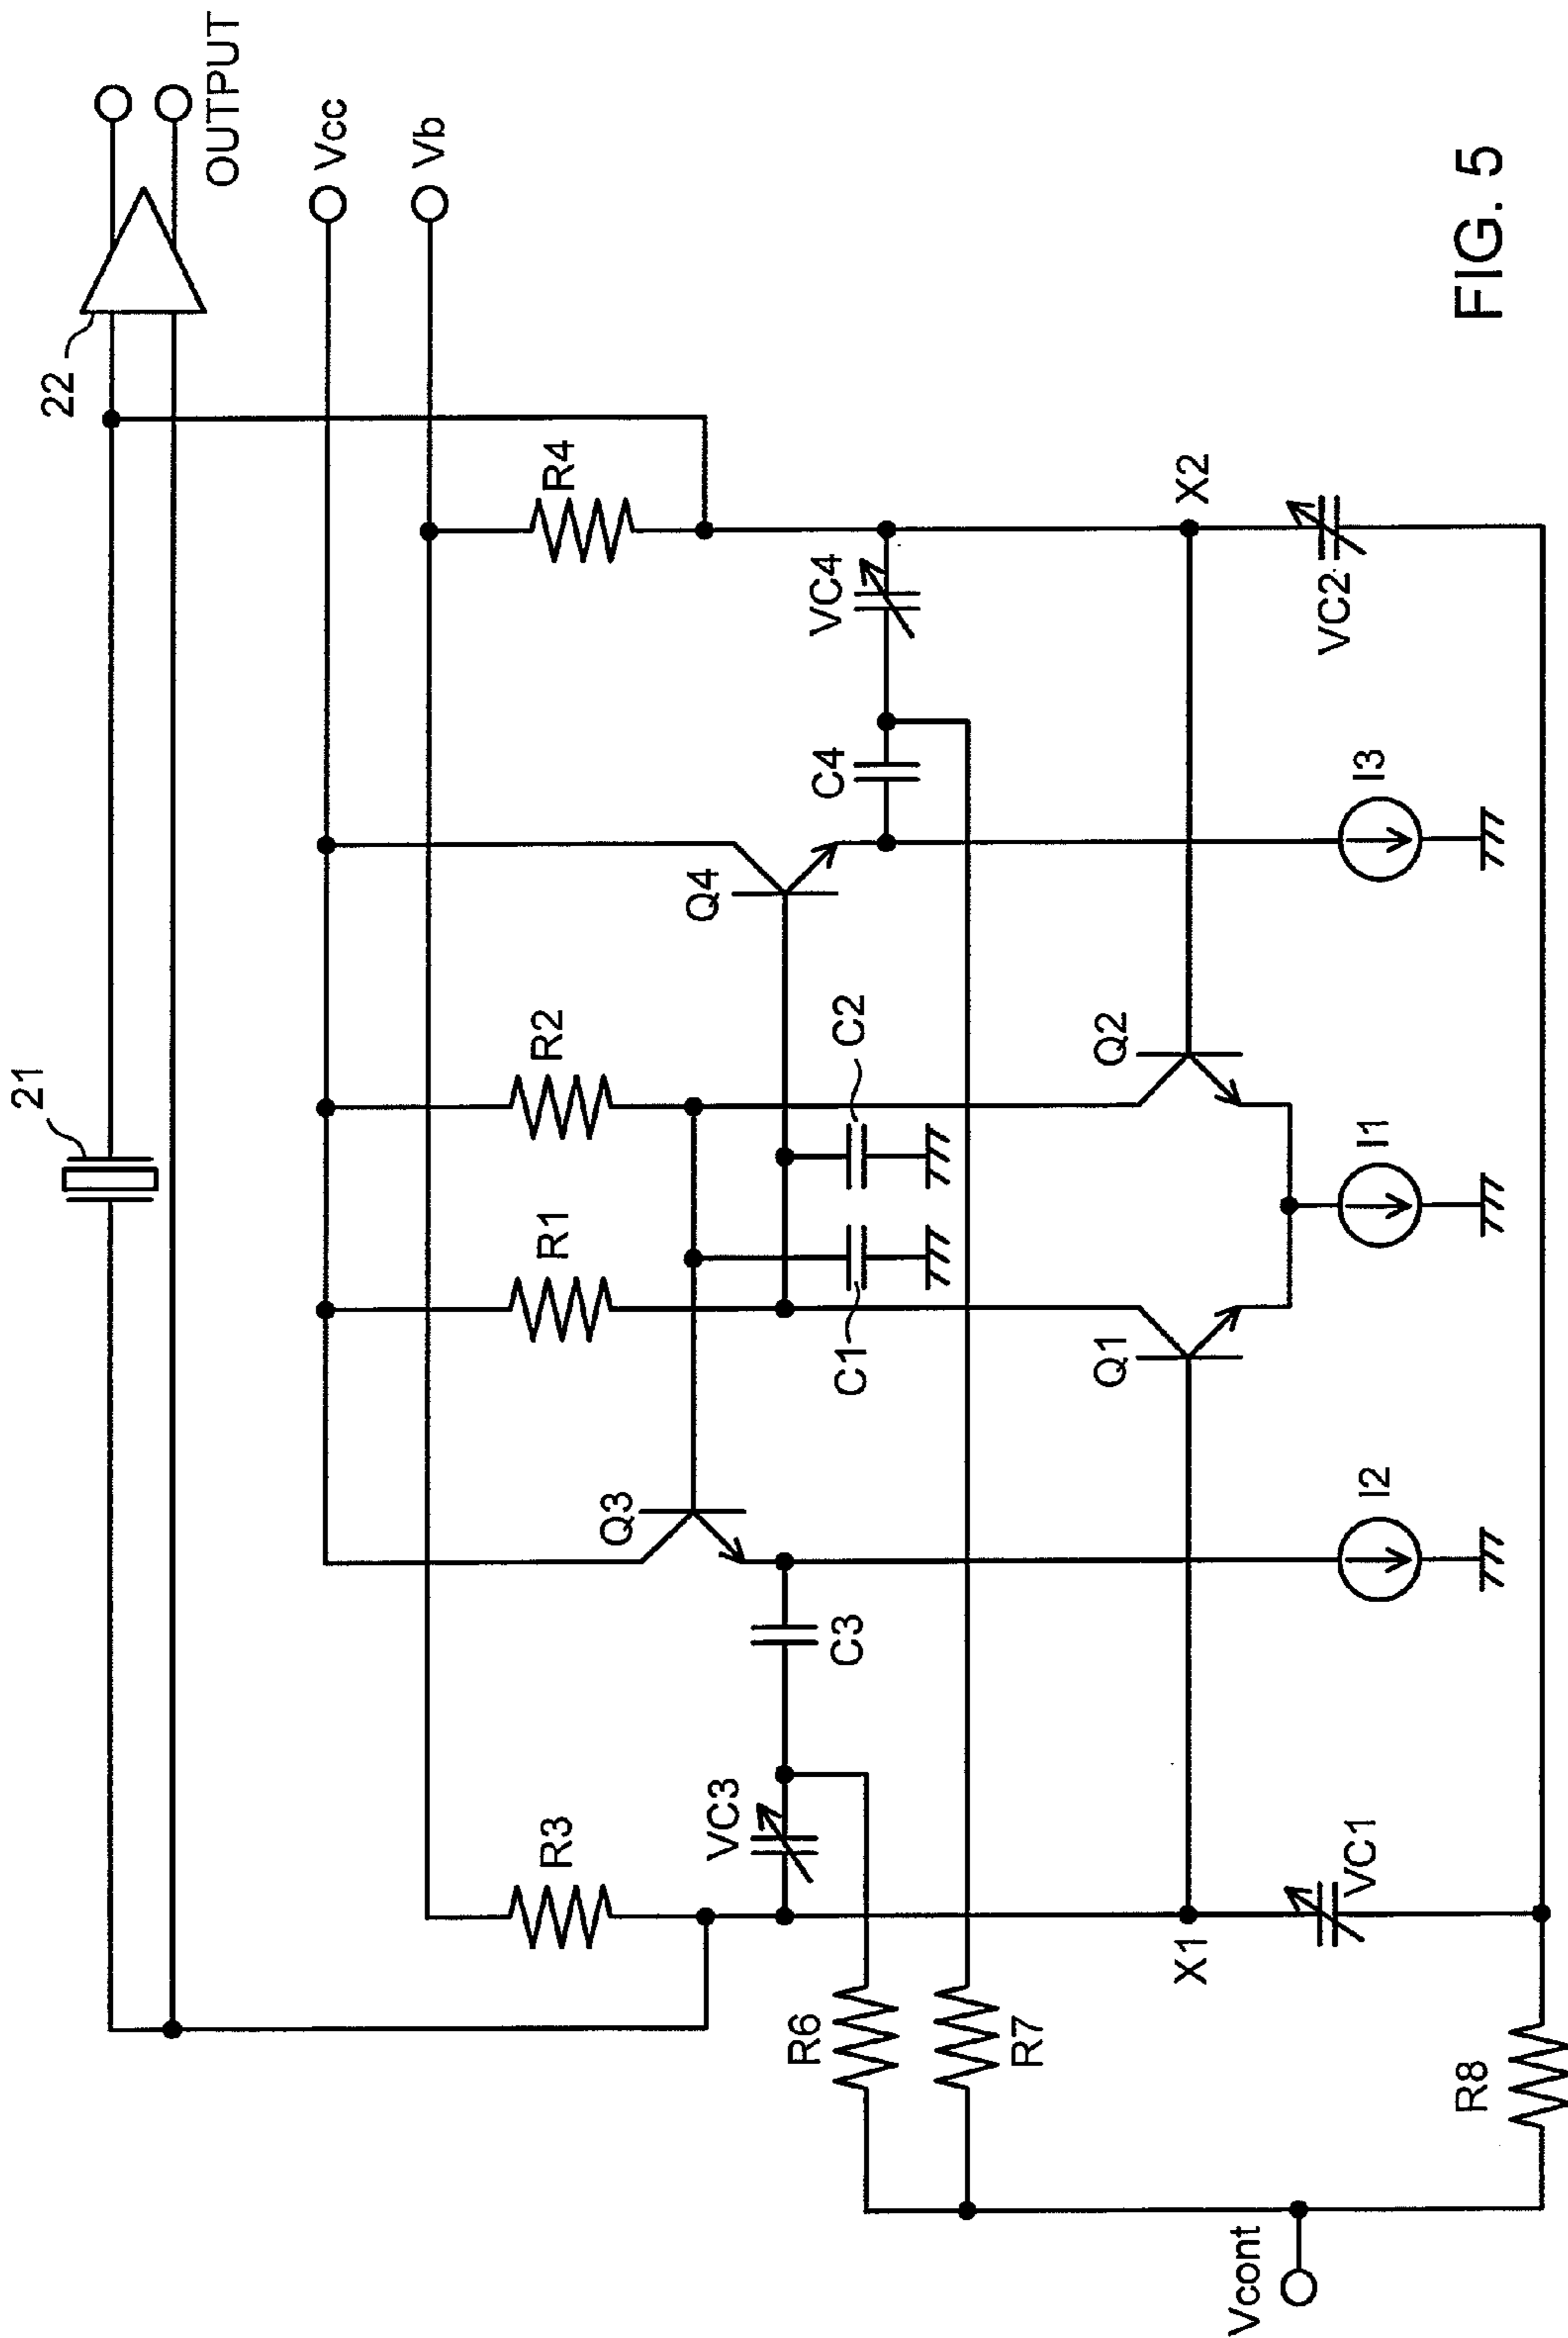 21
22
OUTPUT
Vcc
Vb
R3
R1
R2
R4
Q3
Q4
VC3
C3
C1
C2
C4
VC4
R6
R7
X1
Q1
Q2
X2
Vcont
VC1
I2
I1
I3
VC2
R8
FIG. 5